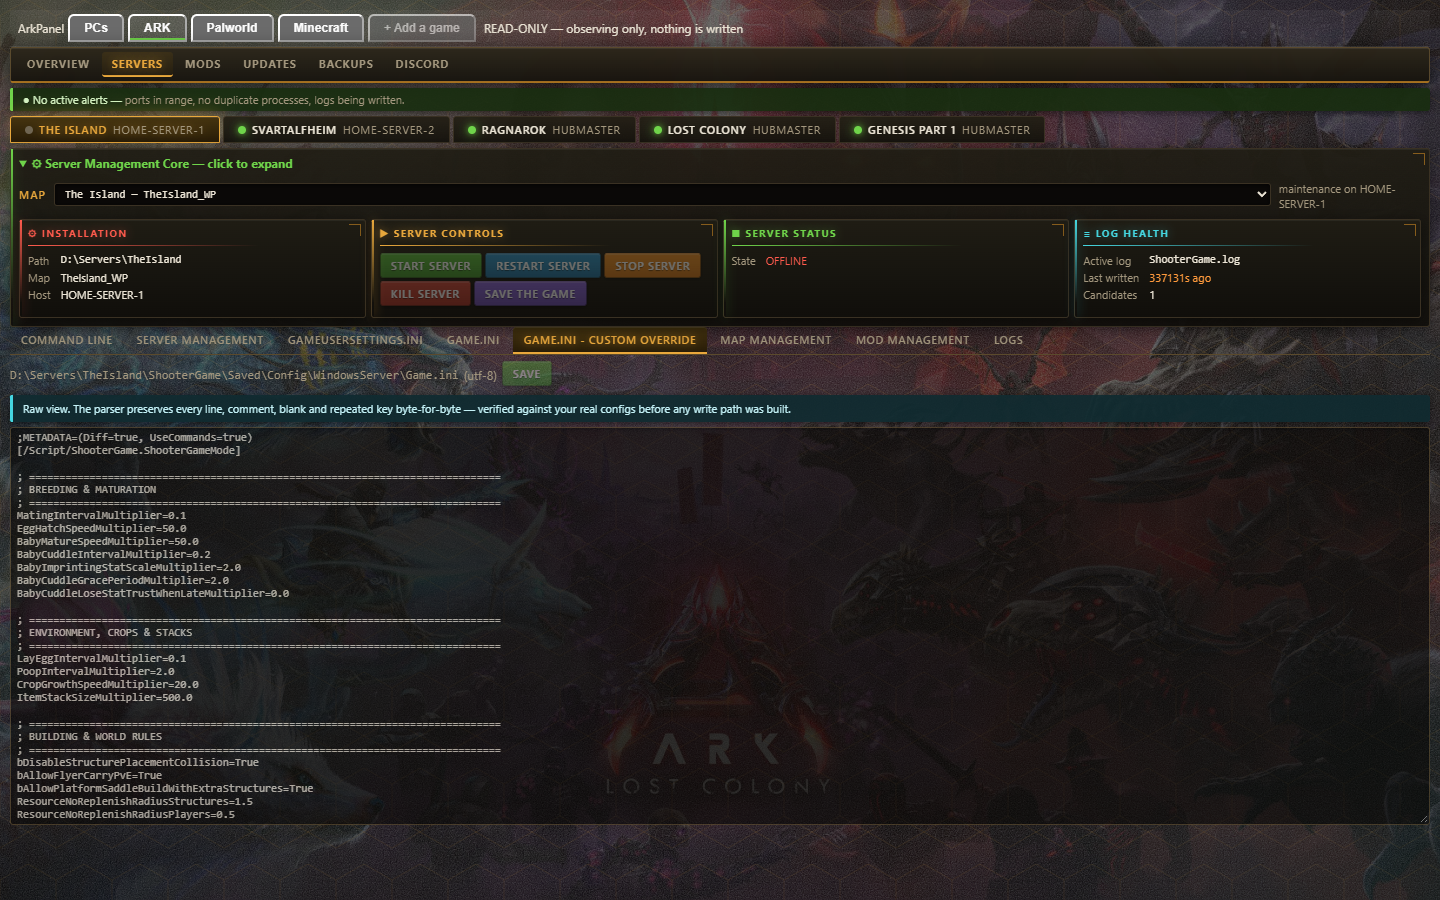 ArkPanel PCs ARK Palworld Minecraft + Add a game READ-ONLY — observing only, nothing is written
OVERVIEW SERVERS MODS UPDATES BACKUPS DISCORD
● No active alerts — ports in range, no duplicate processes, logs being written.
THE ISLAND HOME-SERVER-1 SVARTALFHEIM HOME-SERVER-2 RAGNAROK HUBMASTER LOST COLONY HUBMASTER GENESIS PART 1 HUBMASTER
▼ ⚙ Server Management Core — click to expand
MAP The Island — TheIsland_WP maintenance on HOME-
SERVER-1
⚙ INSTALLATION
Path D:\Servers\TheIsland
Map TheIsland_WP
Host HOME-SERVER-1
▶ SERVER CONTROLS
START SERVER RESTART SERVER STOP SERVER
KILL SERVER SAVE THE GAME
■ SERVER STATUS
State OFFLINE
≡ LOG HEALTH
Active log ShooterGame.log
Last written 337131s ago
Candidates 1
COMMAND LINE SERVER MANAGEMENT GAMEUSERSETTINGS.INI GAME.INI GAME.INI - CUSTOM OVERRIDE MAP MANAGEMENT MOD MANAGEMENT LOGS
D:\Servers\TheIsland\ShooterGame\Saved\Config\WindowsServer\Game.ini (utf-8) SAVE
Raw view. The parser preserves every line, comment, blank and repeated key byte-for-byte — verified against your real configs before any write path was built.
;METADATA=(Diff=true, UseCommands=true)
[/Script/ShooterGame.ShooterGameMode]
; ==============================================================================
; BREEDING & MATURATION
; ==============================================================================
MatingIntervalMultiplier=0.1
EggHatchSpeedMultiplier=50.0
BabyMatureSpeedMultiplier=50.0
BabyCuddleIntervalMultiplier=0.2
BabyImprintingStatScaleMultiplier=2.0
BabyCuddleGracePeriodMultiplier=2.0
BabyCuddleLoseStatTrustWhenLateMultiplier=0.0
; ==============================================================================
; ENVIRONMENT, CROPS & STACKS
; ==============================================================================
LayEggIntervalMultiplier=0.1
PoopIntervalMultiplier=2.0
CropGrowthSpeedMultiplier=20.0
ItemStackSizeMultiplier=500.0
; ==============================================================================
; BUILDING & WORLD RULES
; ==============================================================================
bDisableStructurePlacementCollision=True
bAllowFlyerCarryPvE=True
bAllowPlatformSaddleBuildWithExtraStructures=True
ResourceNoReplenishRadiusStructures=1.5
ResourceNoReplenishRadiusPlayers=0.5
ARK
LOST COLONY